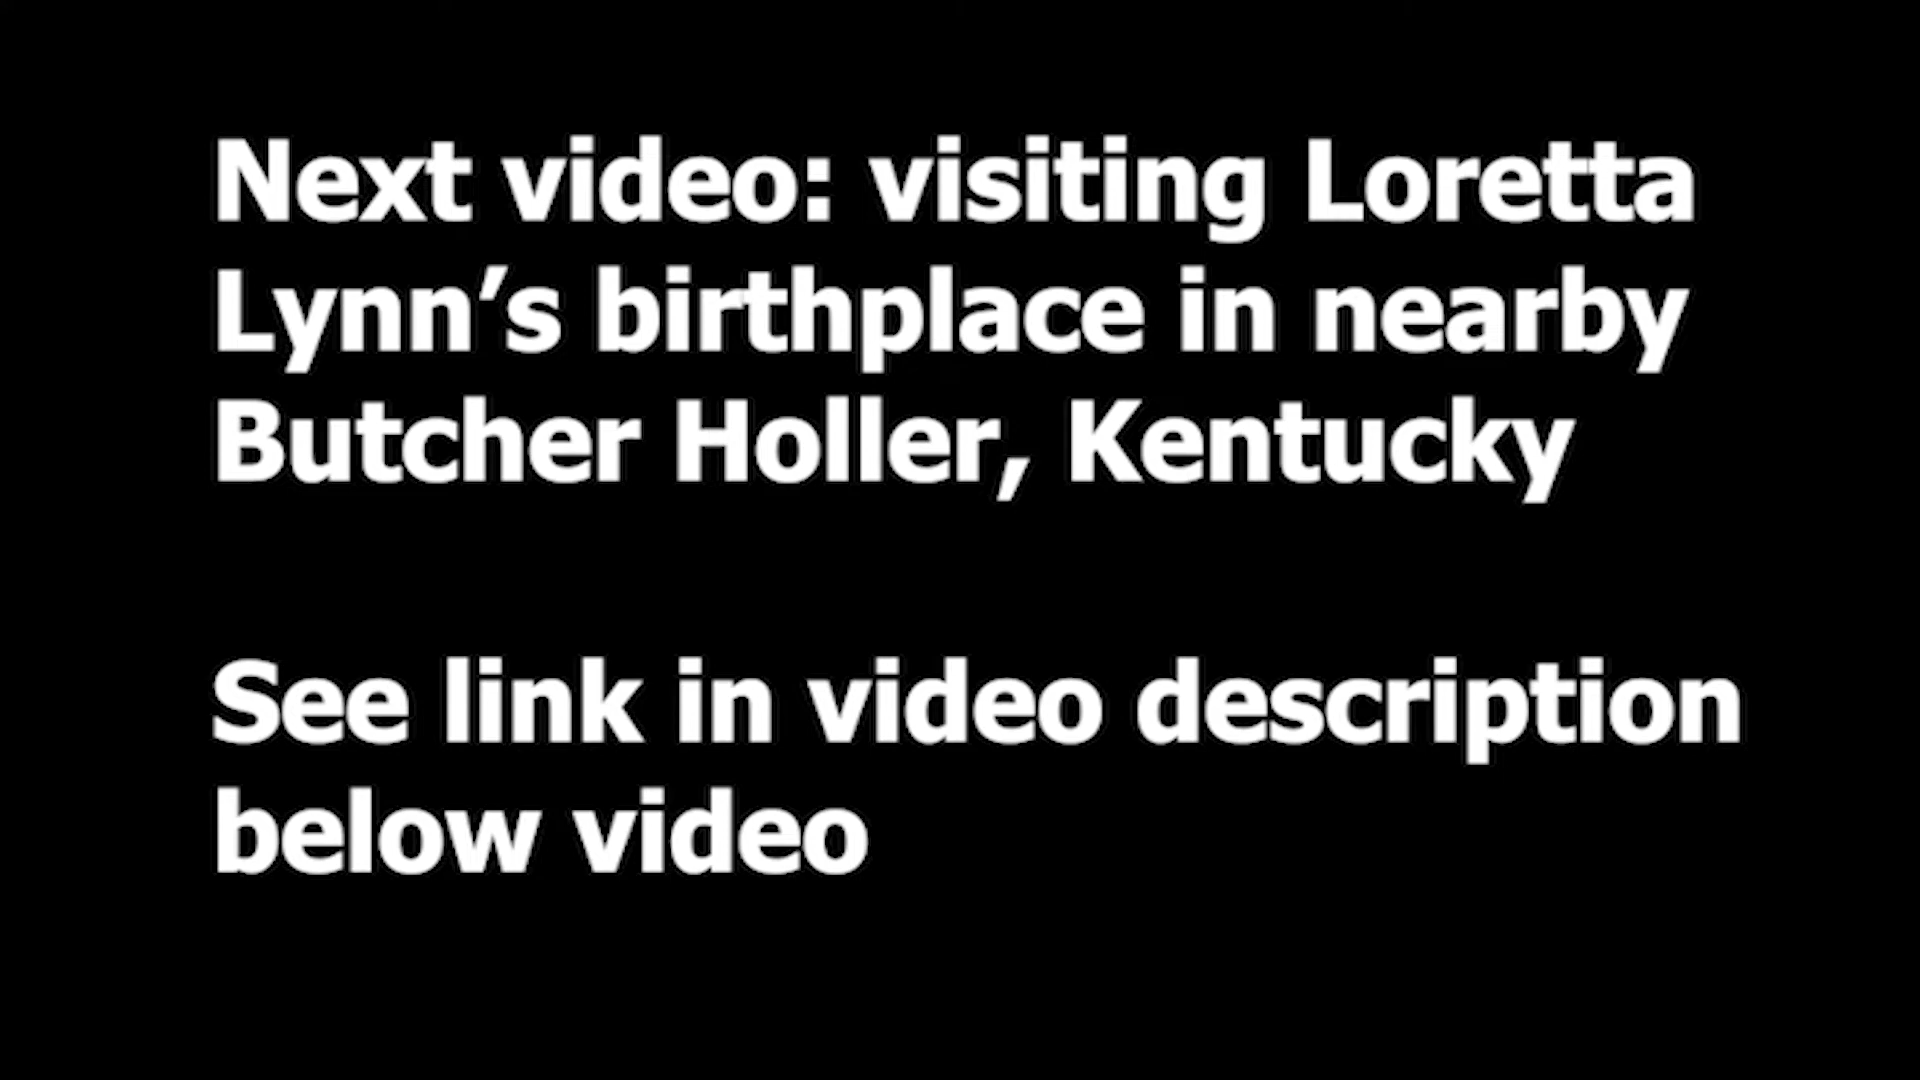 Next video: visiting Loretta
Lynn’s birthplace in nearby
Butcher Holler, Kentucky
See link in video description
below video